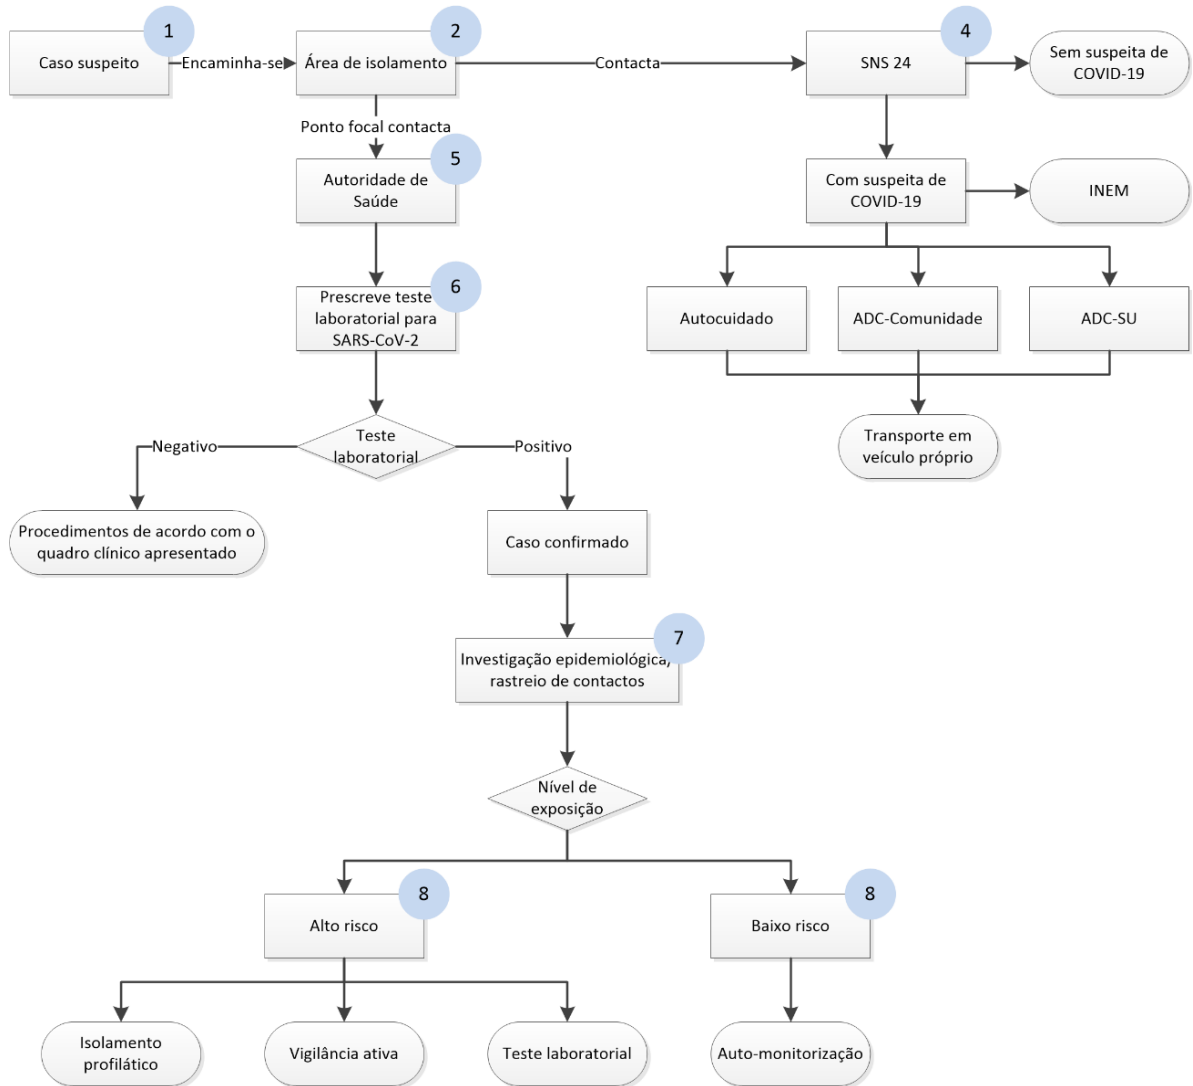 1
2
4
Caso suspeito
Encaminha-se
Área de isolamento
Contacta
SNS 24
Sem suspeita de
COVID-19
Ponto focal contacta
5
Autoridade de
Saúde
Com suspeita de
COVID-19
INEM
6
Prescreve teste
laboratorial para
SARS-CoV-2
Autocuidado
ADC-Comunidade
ADC-SU
Negativo
Teste
laboratorial
Positivo
Transporte em
veículo próprio
Procedimentos de acordo com o
quadro clínico apresentado
Caso confirmado
7
Investigação epidemiológica,
rastreio de contactos
Nível de
exposição
8
Alto risco
8
Baixo risco
Isolamento
profilático
Vigilância ativa
Teste laboratorial
Auto-monitorização